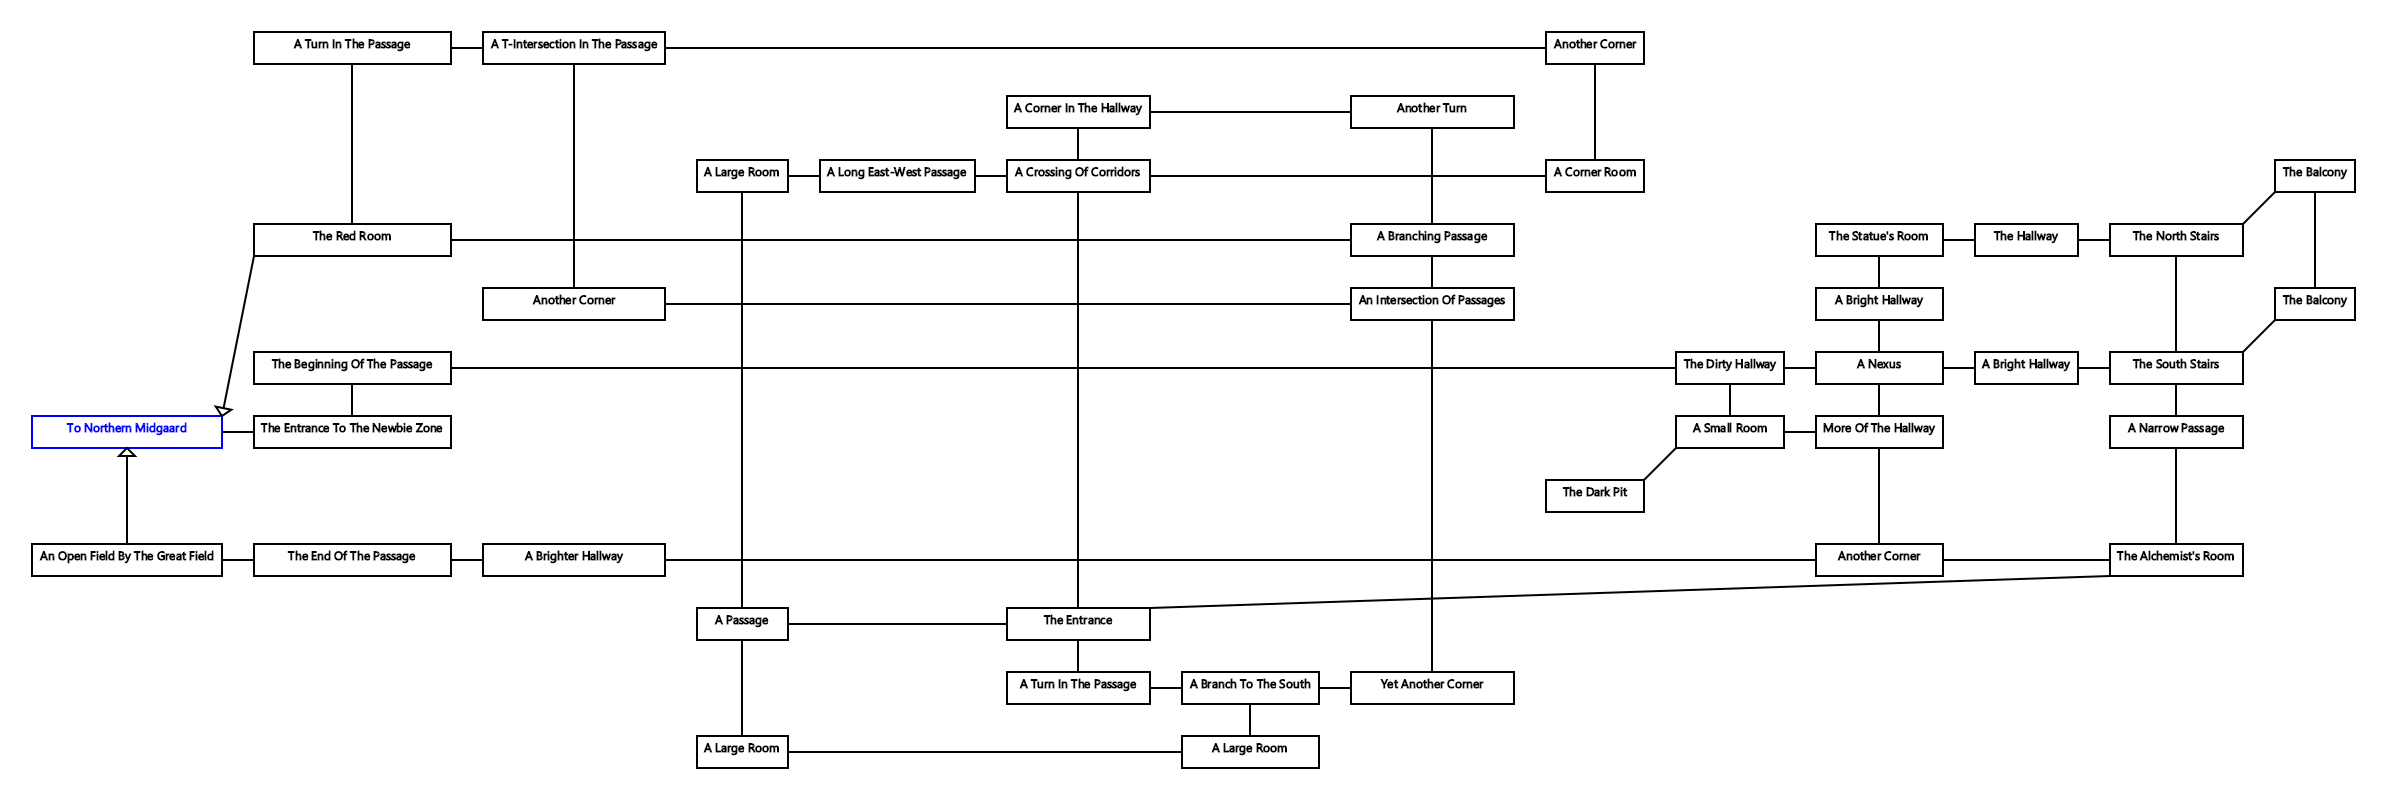 A Turn In The Passage
A T-Intersection In The Passage
Another Corner
A Corner In The Hallway
Another Turn
A Large Room
A Long East-West Passage
A Crossing Of Corridors
A Corner Room
The Balcony
The Red Room
A Branching Passage
The Statue's Room
The Hallway
The North Stairs
Another Corner
An Intersection Of Passages
A Bright Hallway
The Balcony
The Beginning Of The Passage
The Dirty Hallway
A Nexus
A Bright Hallway
The South Stairs
To Northern Midgaard
The Entrance To The Newbie Zone
A Small Room
More Of The Hallway
A Narrow Passage
The Dark Pit
An Open Field By The Great Field
The End Of The Passage
A Brighter Hallway
Another Corner
The Alchemist's Room
A Passage
The Entrance
A Turn In The Passage
A Branch To The South
Yet Another Corner
A Large Room
A Large Room